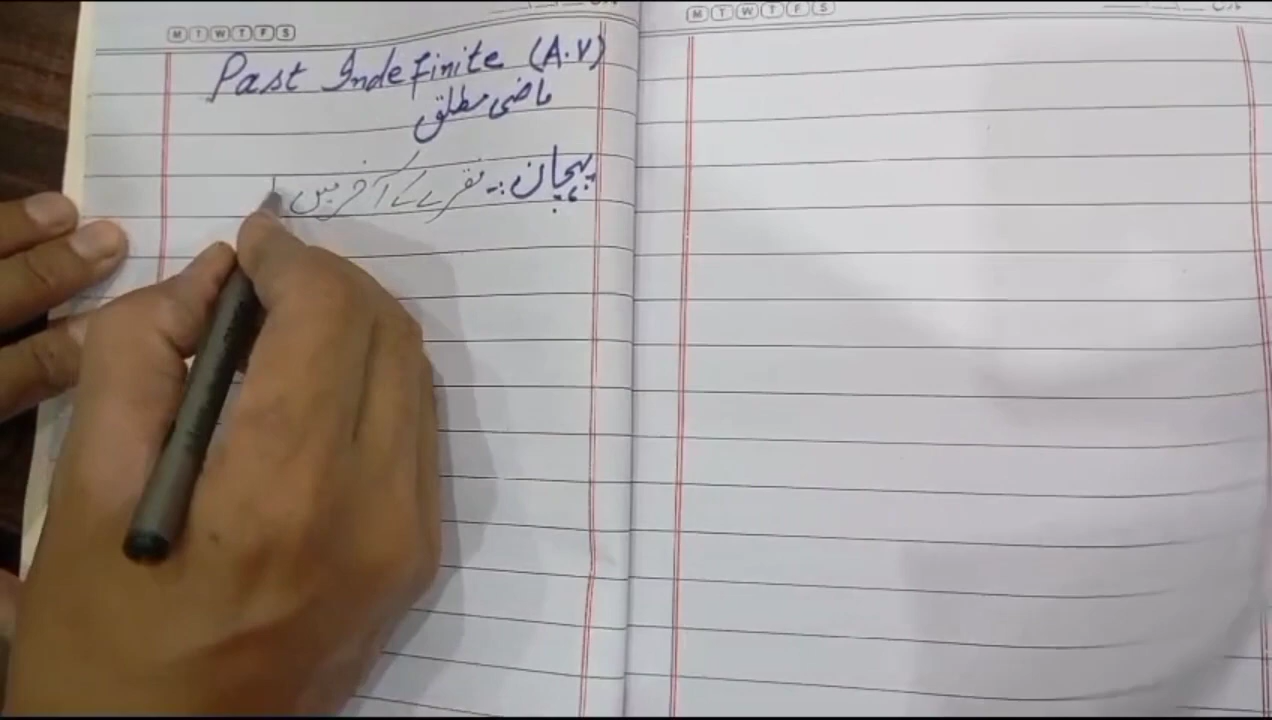 M T W T F S
Past Indefinite (A.V)
ماضی مطلق
پہچان:۔ فقرے کے آخر میں ا
M T W T F S